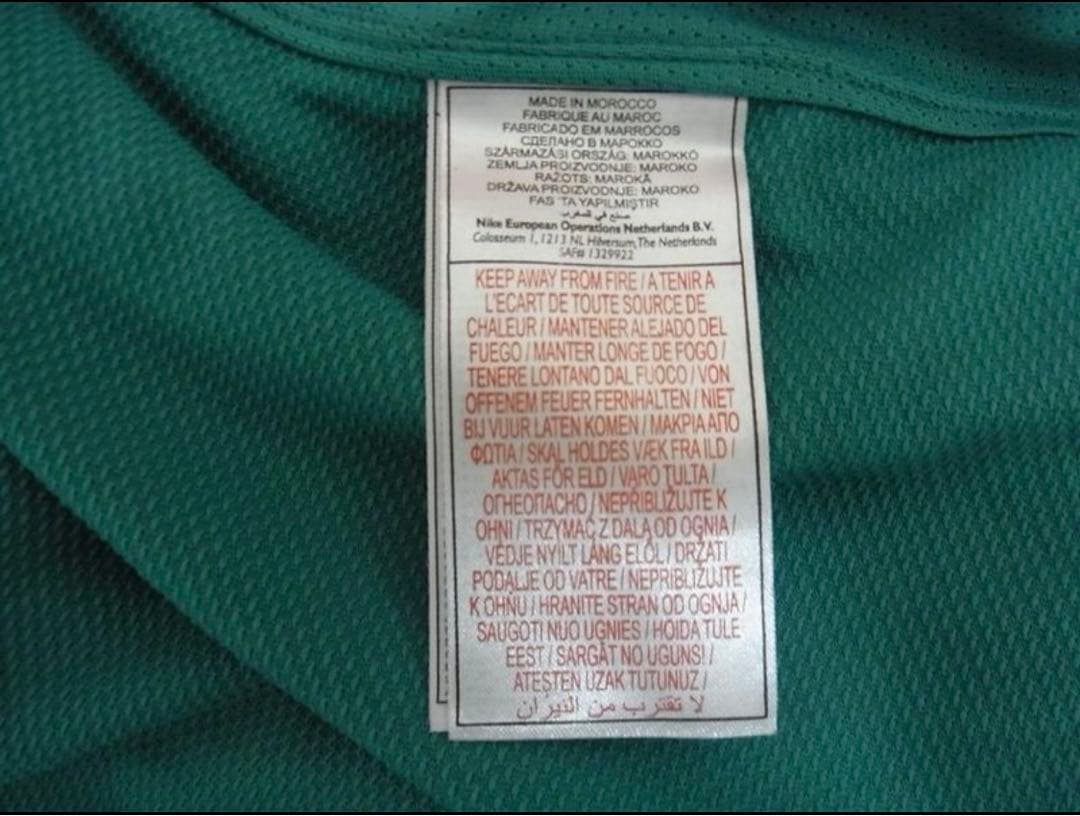 MADE IN MOROCCO
FABRIQUE AU MAROC
FABRICADO EM MARROCOS
СДЕЛАНО В МАРОККО
SZÁRMAZÁSI ORSZÁG: MAROKKÓ
ZEMLJA PROIZVODNJE: MAROKO
RAŽOTS: MAROKĀ
DRŽAVA PROIZVODNJE: MAROKO
FAS 'TA YAPILMIŞTIR
صنع في المغرب
Nike European Operations Netherlands B.V.
Colosseum 1, 1213 NL Hilversum, The Netherlands
SAF# 1329922
KEEP AWAY FROM FIRE / A TENIR A
L'ECART DE TOUTE SOURCE DE
CHALEUR / MANTENER ALEJADO DEL
FUEGO / MANTER LONGE DE FOGO /
TENERE LONTANO DAL FUOCO / VON
OFFENEM FEUER FERNHALTEN / NIET
BIJ VUUR LATEN KOMEN / ΜΑΚΡΙΑ ΑΠΟ
ΦΩΤΙΑ / SKAL HOLDES VÆK FRA ILD /
AKTAS FÖR ELD / VARO TULTA /
ОГНЕОПАСНО / NEPŘIBLIŽUJTE K
OHNI / TRZYMAĆ Z DALA OD OGNIA /
VÉDJE NYÍLT LÁNG ELŐL / DRŽATI
PODALJE OD VATRE / NEPRIBLIŽUJTE
K OHŇU / HRANITE STRAN OD OGNJA /
SAUGOTI NUO UGNIES / HOIDA TULE
EEST / SARGĀT NO UGUNS! /
ATEŞTEN UZAK TUTUNUZ /
لا تقترب من النيران